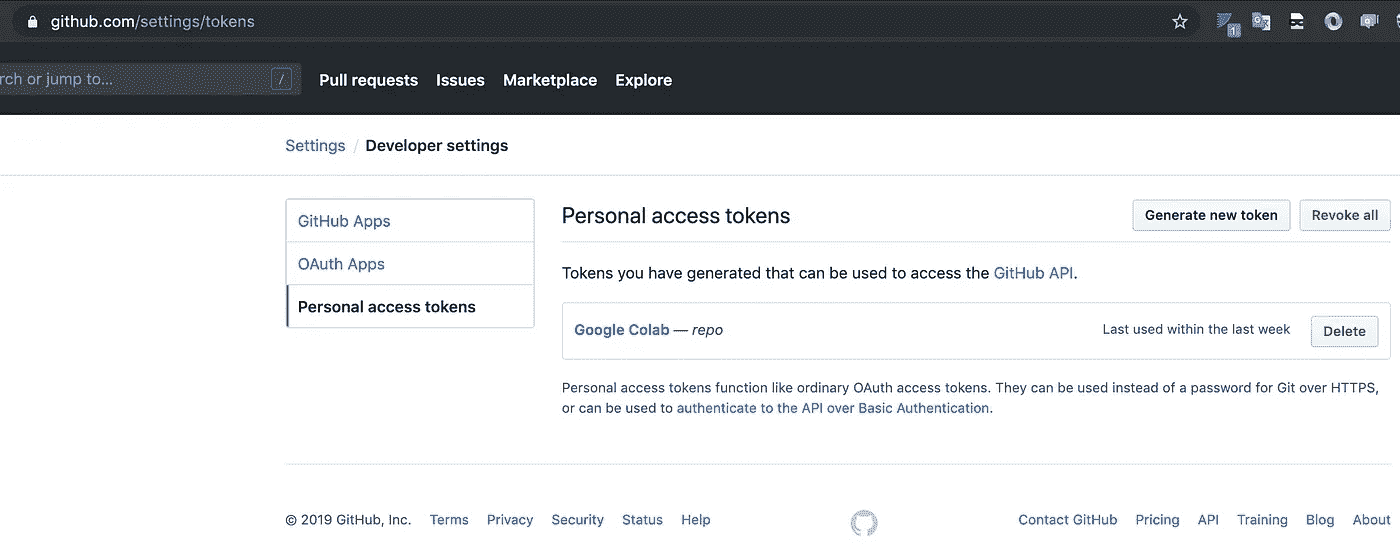 github.com/settings/tokens
1
rch or jump to... /
Pull requests Issues Marketplace Explore
Settings / Developer settings
GitHub Apps
OAuth Apps
Personal access tokens
Personal access tokens
Generate new token Revoke all
Tokens you have generated that can be used to access the GitHub API.
Google Colab — repo
Last used within the last week Delete
Personal access tokens function like ordinary OAuth access tokens. They can be used instead of a password for Git over HTTPS,
or can be used to authenticate to the API over Basic Authentication.
© 2019 GitHub, Inc. Terms Privacy Security Status Help
Contact GitHub Pricing API Training Blog About